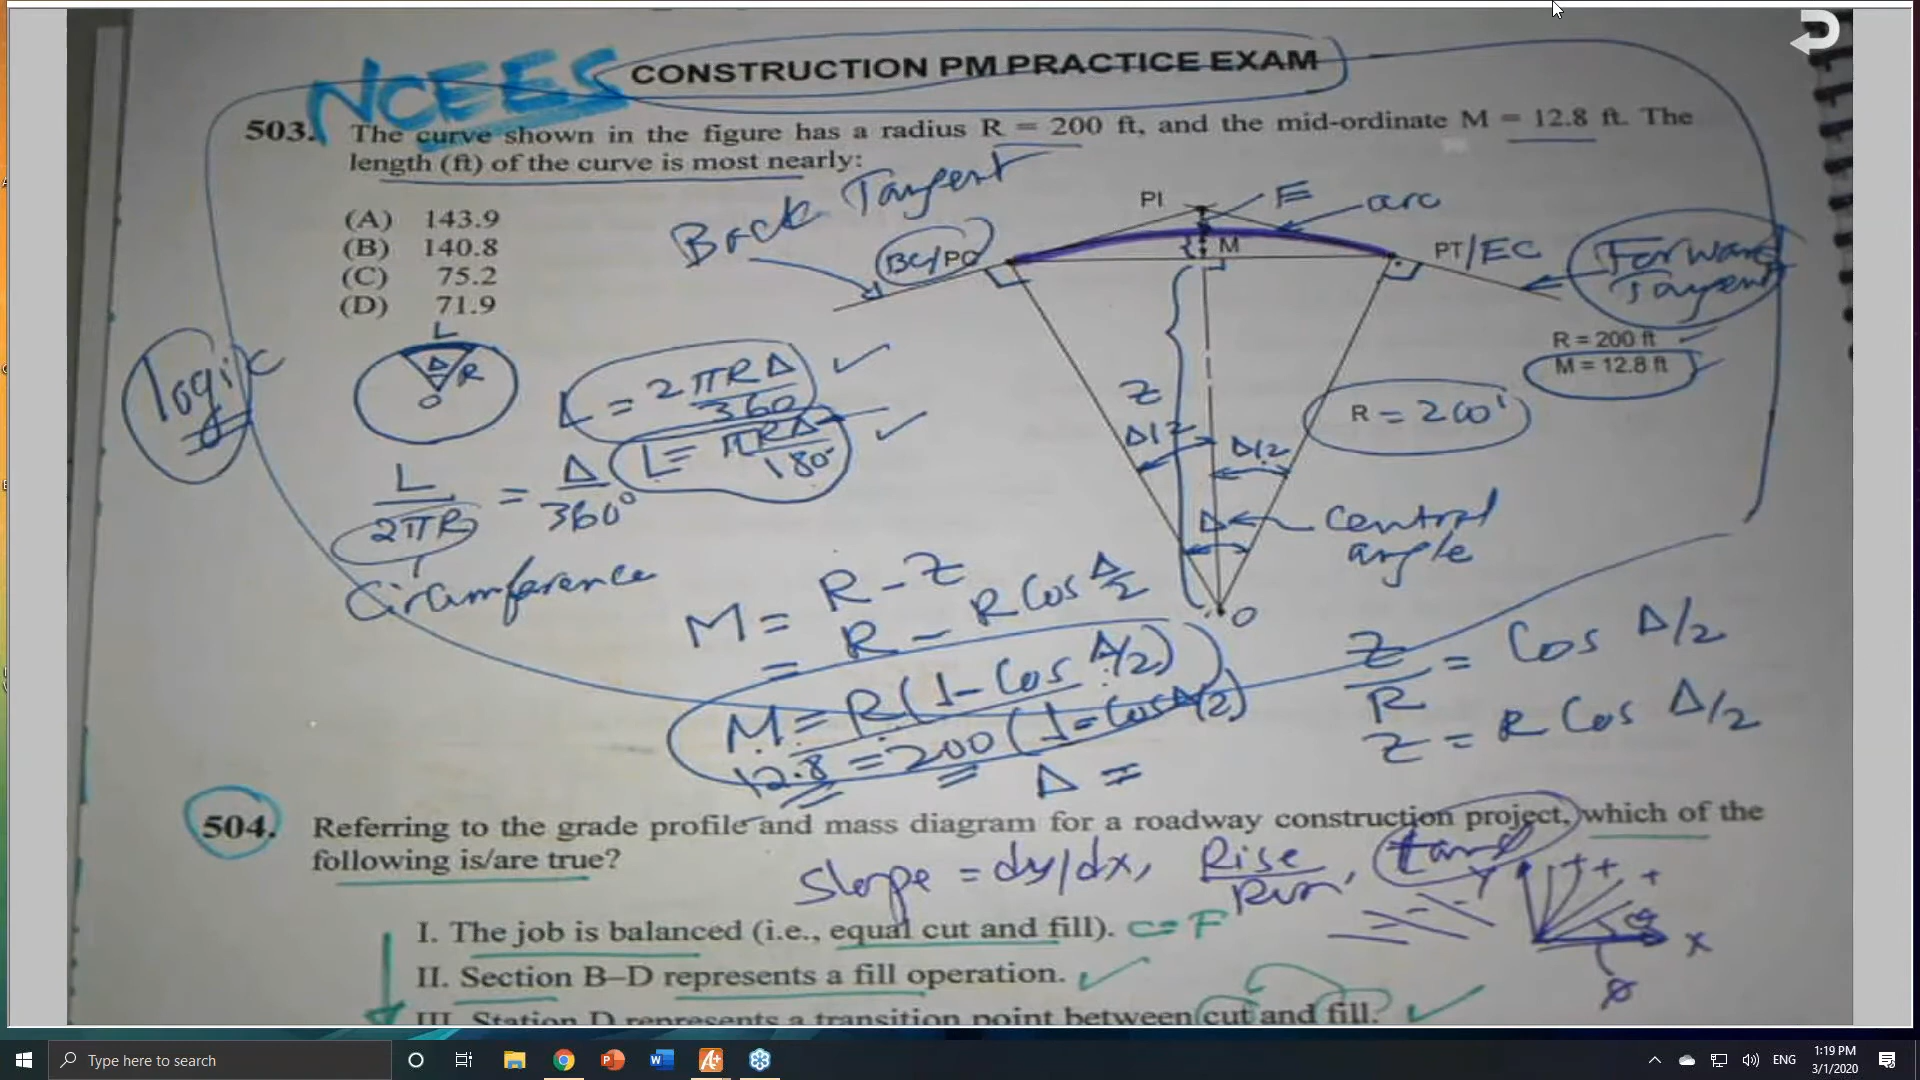 NCEES CONSTRUCTION PM PRACTICE EXAM
503. The curve shown in the figure has a radius R = 200 ft, and the mid-ordinate M = 12.8 ft. The
length (ft) of the curve is most nearly:
(A) 143.9
(B) 140.8
(C) 75.2
(D) 71.9
Back Tangent
BC/PC
PI
E
arc
M
PT/EC
Forward
Tangent
R = 200 ft
M = 12.8 ft
R = 200'
Z
Δ/2
Δ/2
Δ
central
angle
O
logic
L
Δ
R
O
L = 2πRΔ/360
L = πRΔ/180°
L/2πR = Δ/360°
Circumference
M = R - Z
= R - R Cos Δ/2
M = R(1 - Cos Δ/2)
12.8 = 200 (1 - Cos Δ/2)
Δ =
Z/R = Cos Δ/2
Z = R Cos Δ/2
504. Referring to the grade profile and mass diagram for a roadway construction project, which of the
following is/are true?
Slope = dy/dx, Rise/Run,
Y
+ + +
X
I. The job is balanced (i.e., equal cut and fill). C = F
II. Section B–D represents a fill operation.
III. Station D represents a transition point between cut and fill.
Type here to search
ENG
1:19 PM
3/1/2020